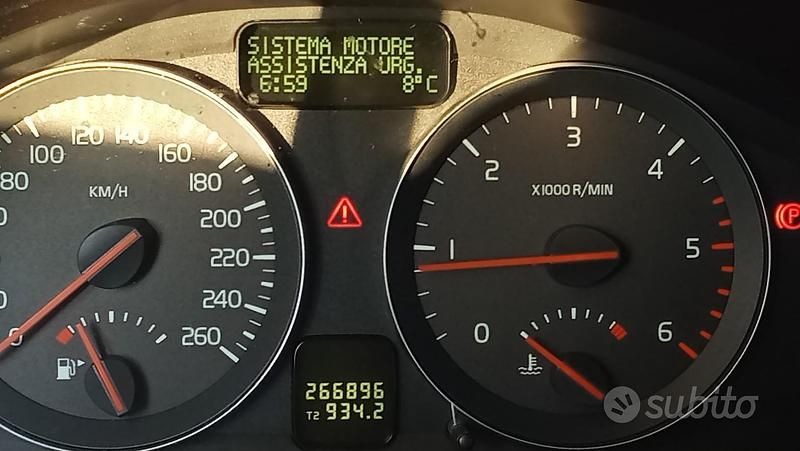 SISTEMA MOTORE
ASSISTENZA URG.
6:59 8°C
0 80 100 120 140 160 180 200 220 240 260
KM/H
0 1 2 3 4 5 6
X1000 R/MIN
P
266896
T2 934.2
subito